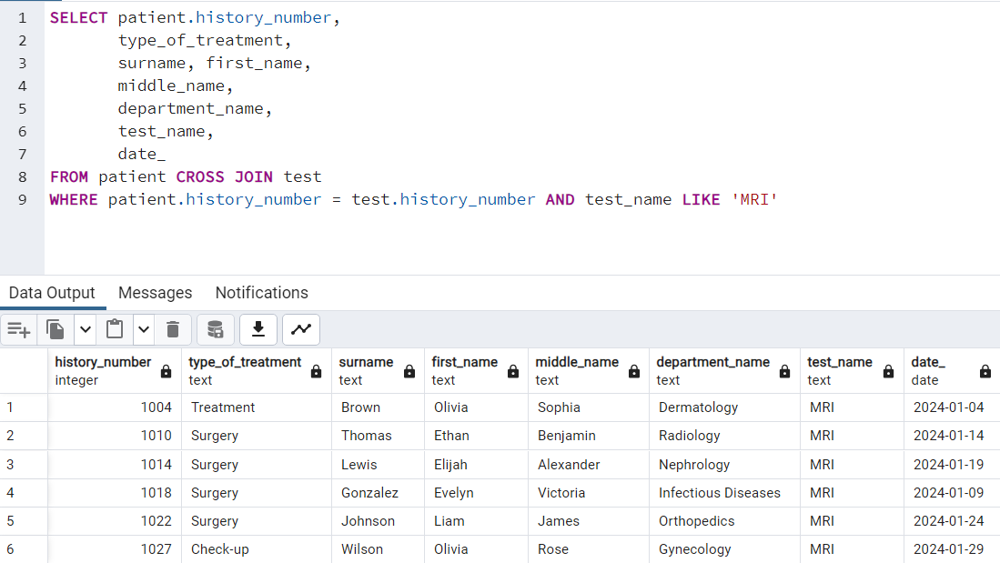 1 SELECT patient.history_number,
2 type_of_treatment,
3 surname, first_name,
4 middle_name,
5 department_name,
6 test_name,
7 date_
8 FROM patient CROSS JOIN test
9 WHERE patient.history_number = test.history_number AND test_name LIKE 'MRI'
Data Output Messages Notifications
history_number type_of_treatment surname first_name middle_name department_name test_name date_
integer text text text text text text date
1 1004 Treatment Brown Olivia Sophia Dermatology MRI 2024-01-04
2 1010 Surgery Thomas Ethan Benjamin Radiology MRI 2024-01-14
3 1014 Surgery Lewis Elijah Alexander Nephrology MRI 2024-01-19
4 1018 Surgery Gonzalez Evelyn Victoria Infectious Diseases MRI 2024-01-09
5 1022 Surgery Johnson Liam James Orthopedics MRI 2024-01-24
6 1027 Check-up Wilson Olivia Rose Gynecology MRI 2024-01-29